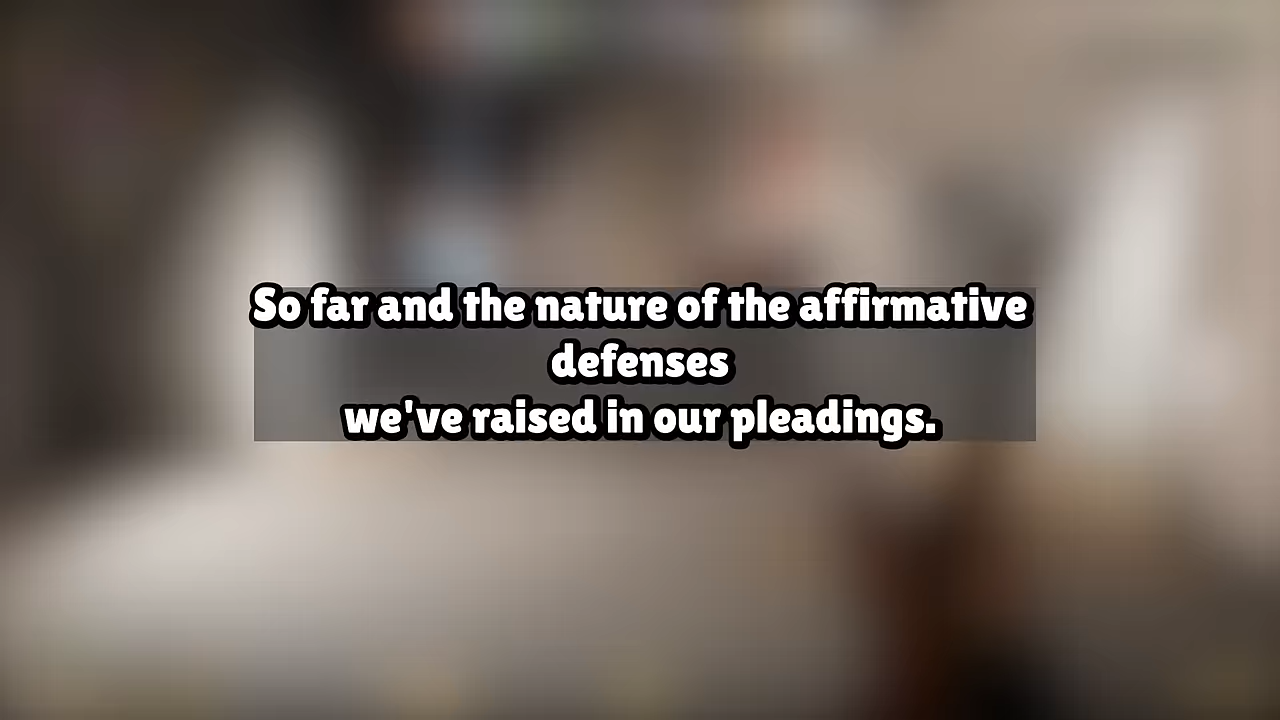 So far and the nature of the affirmative
defenses
we've raised in our pleadings.